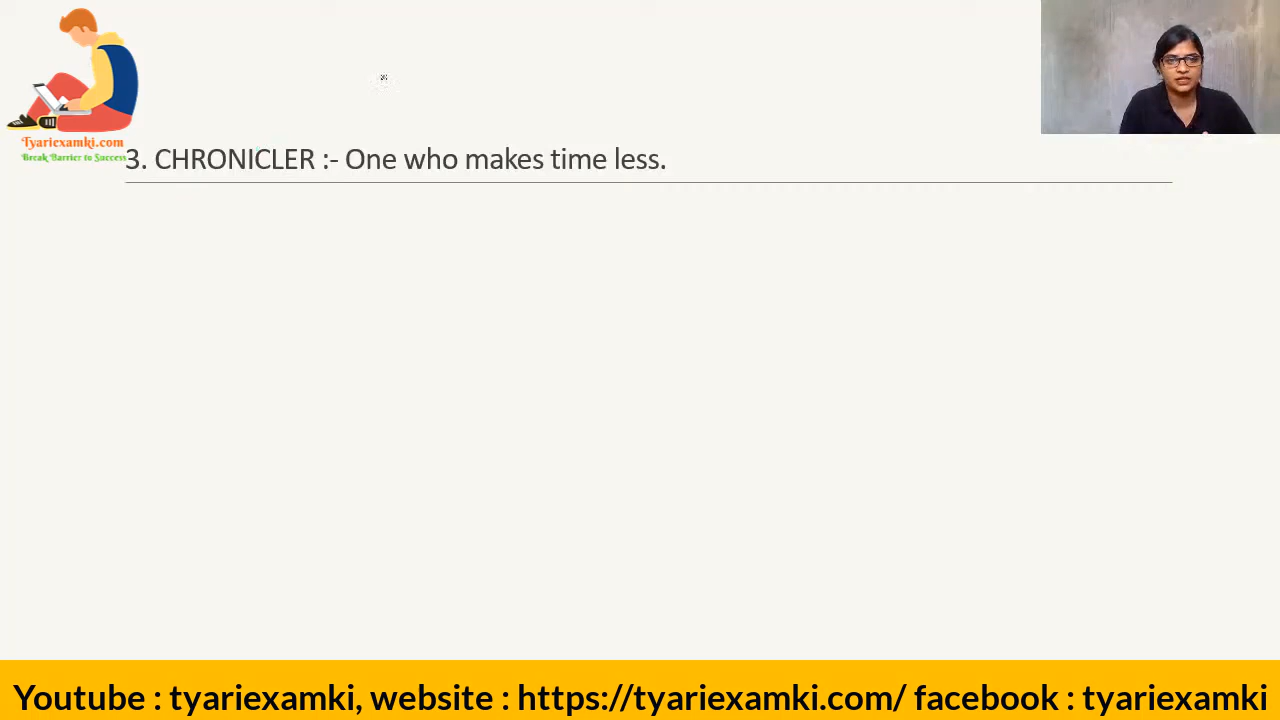 Tyariexamki.com
Break Barrier to Success
3. CHRONICLER :- One who makes time less.
Youtube : tyariexamki, website : https://tyariexamki.com/ facebook : tyariexamki